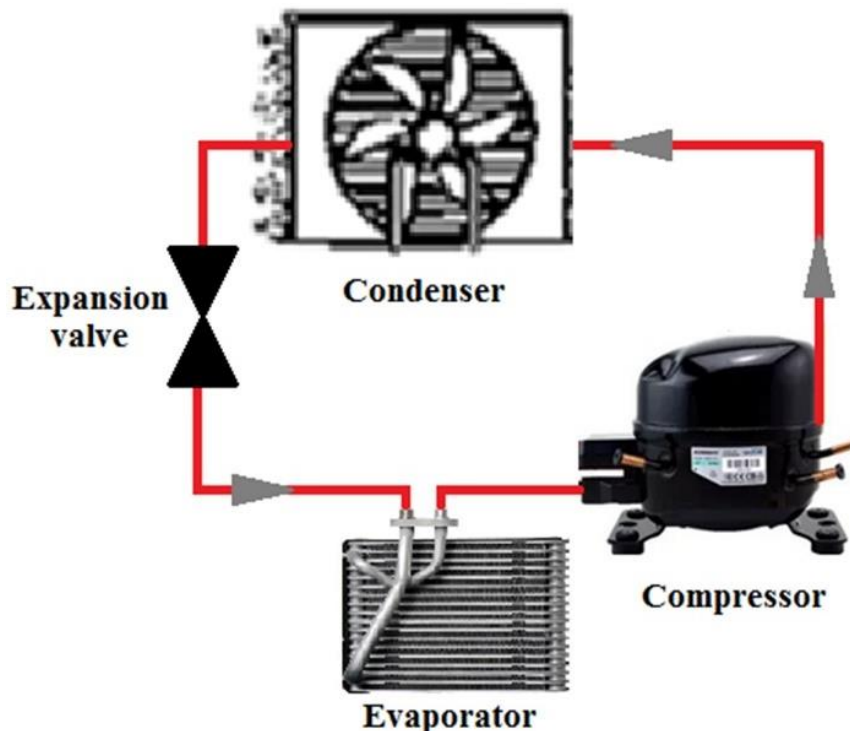 Condenser
Expansion
valve
Compressor
Evaporator